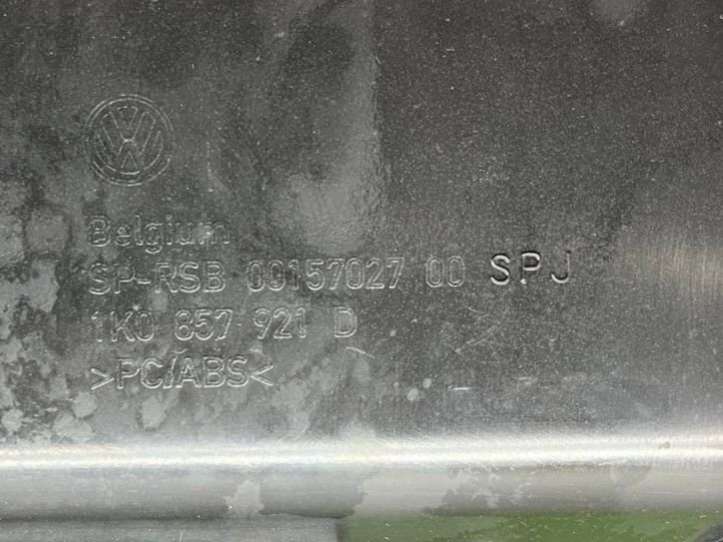 Belgium
SP-RSB 00157027 00 SPJ
1K0 857 921 D
>PC/ABS<